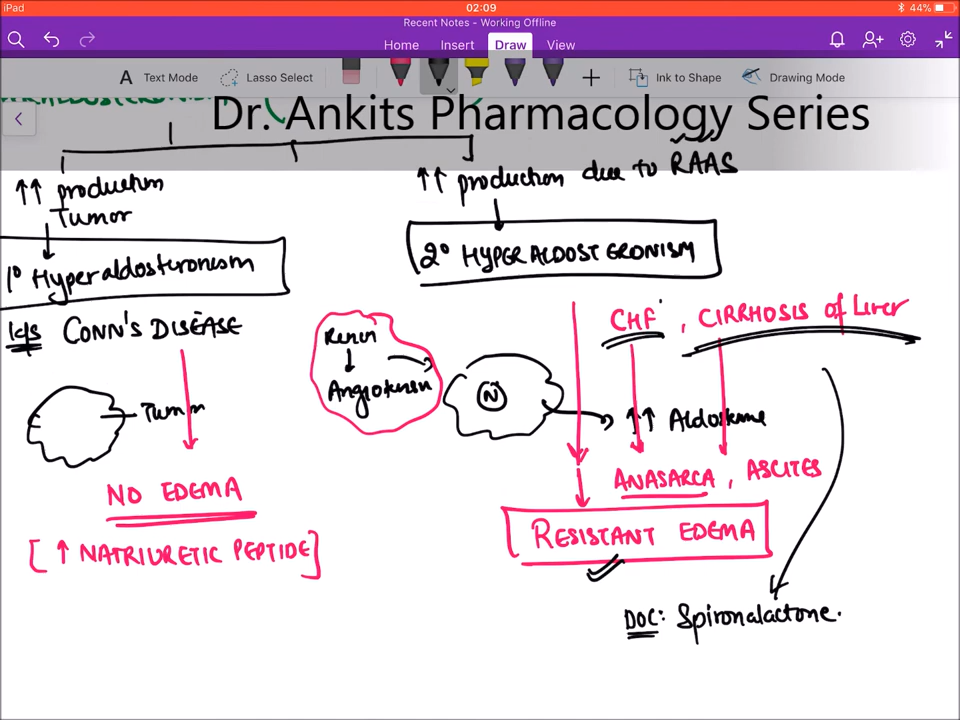 iPad 02:09 44%
Recent Notes - Working Offline
Home Insert Draw View
Text Mode Lasso Select Ink to Shape Drawing Mode
Dr. Ankits Pharmacology Series
↑↑ production
Tumor
1° Hyperaldosteronesm
k/s CONN'S DISEASE
Tumor
NO EDEMA
[↑ NATRIURETIC PEPTIDE]
↑↑ production due to RAAS
2° HYPERALDOSTERONISM
CHF, CIRRHOSIS of Liver
Renin
Angiotensin
N
↑↑ Aldosterone
ANASARCA, ASCITES
RESISTANT EDEMA
DOC: Spironalactone.